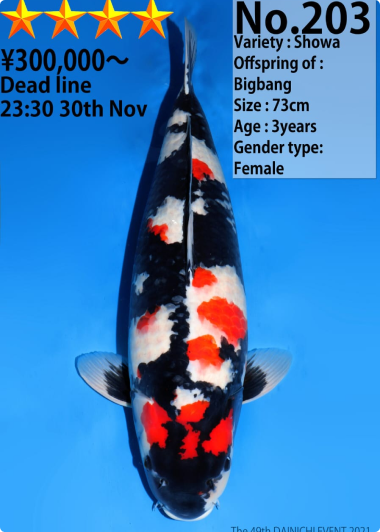 No.203
¥300,000～
Dead line
23:30 30th Nov
Variety : Showa
Offspring of :
Bigbang
Size : 73cm
Age : 3years
Gender type:
Female
The 49th DAINICHI EVENT 2021